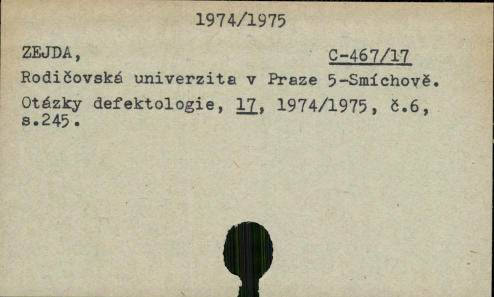 1974/1975
ZEJDA, C-467/17
Rodičovská univerzita v Praze 5-Smíchově.
Otázky defektologie, 17, 1974/1975, č.6,
s.245.